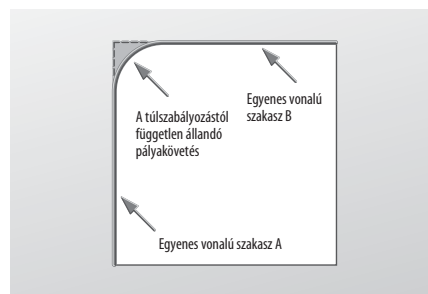 A túlszabályozástól
független állandó
pályakövetés
Egyenes vonalú
szakasz B
Egyenes vonalú szakasz A